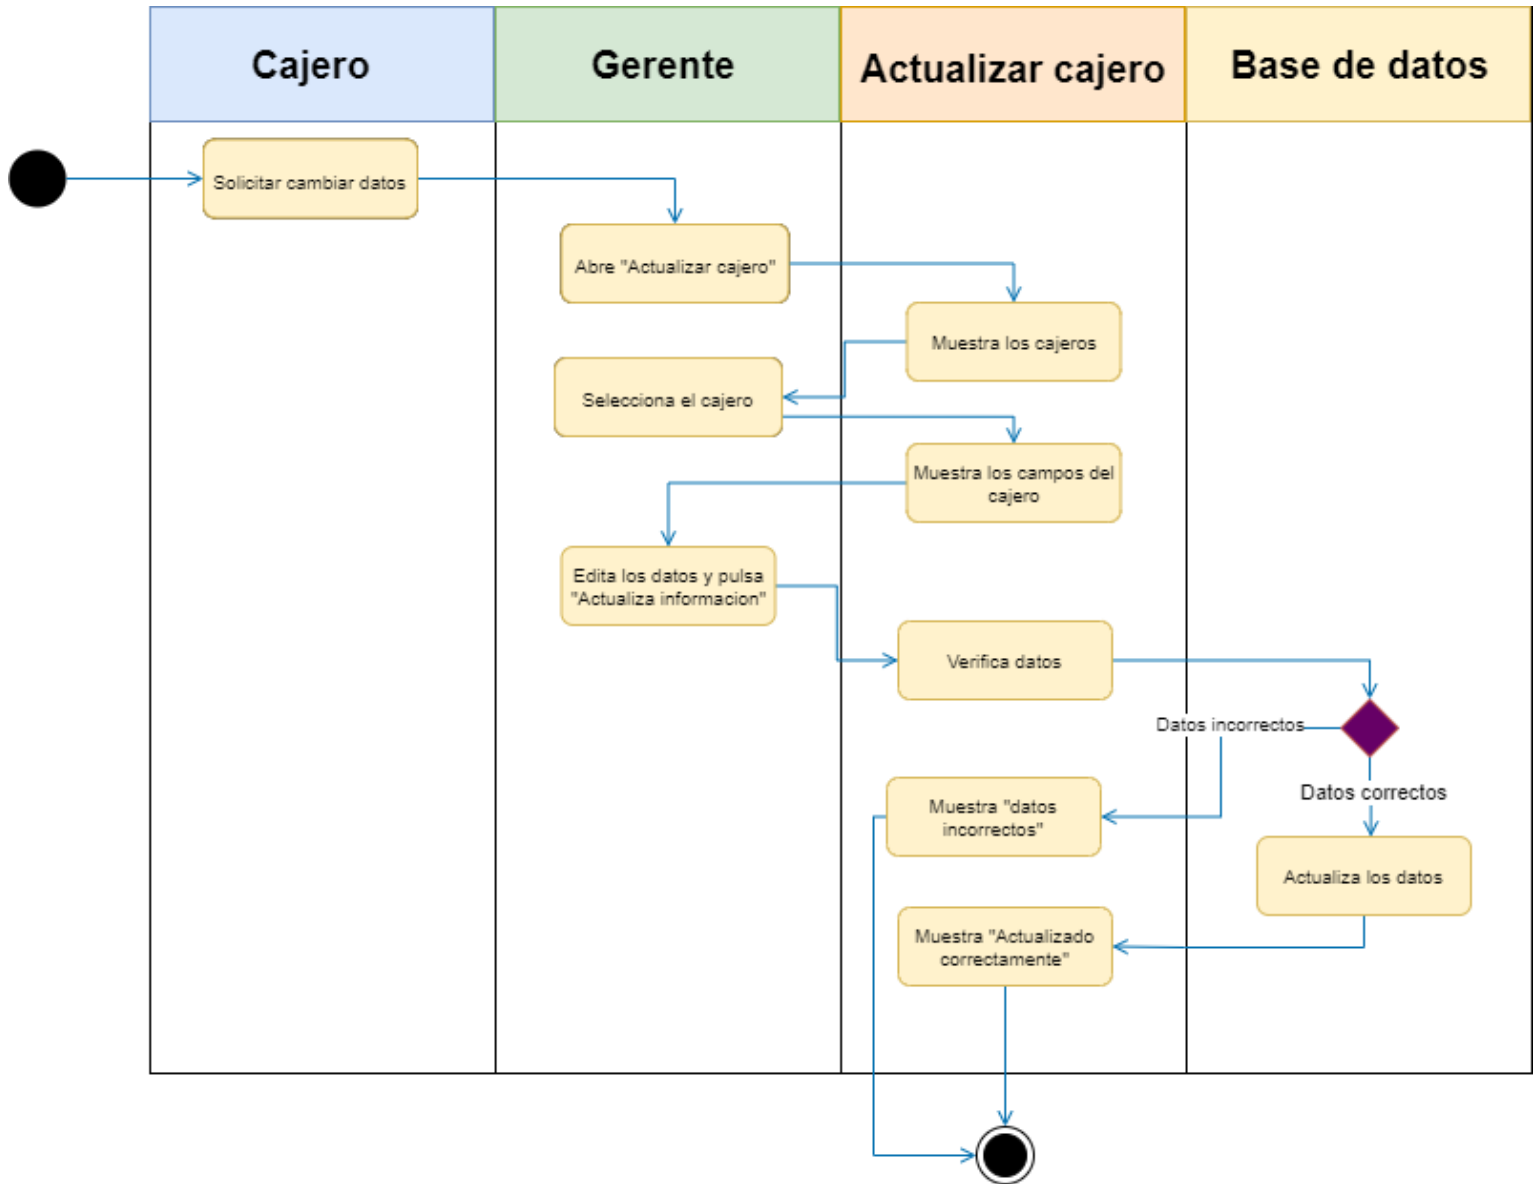 Cajero
Gerente
Actualizar cajero
Base de datos
Solicitar cambiar datos
Abre "Actualizar cajero"
Muestra los cajeros
Selecciona el cajero
Muestra los campos del
cajero
Edita los datos y pulsa
"Actualiza informacion"
Verifica datos
Datos incorrectos
Datos correctos
Muestra "datos
incorrectos"
Actualiza los datos
Muestra "Actualizado
correctamente"